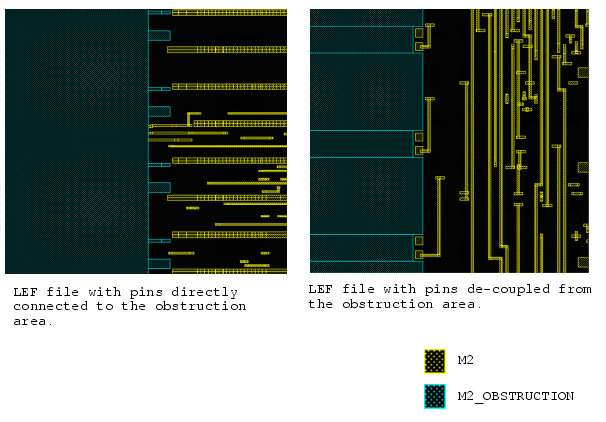 LEF file with pins directly
connected to the obstruction
area.
LEF file with pins de-coupled from
the obstruction area.
M2
M2_OBSTRUCTION